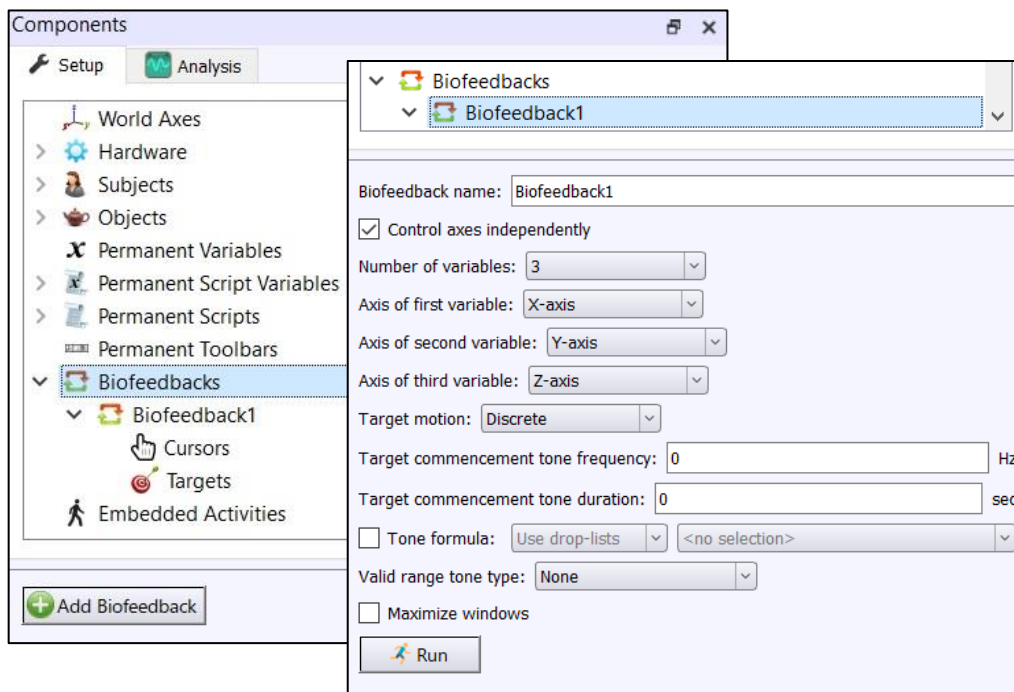 Components
Setup
Analysis
World Axes
Hardware
Subjects
Objects
Permanent Variables
Permanent Script Variables
Permanent Scripts
Permanent Toolbars
Biofeedbacks
Biofeedback1
Cursors
Targets
Embedded Activities
Add Biofeedback
Biofeedbacks
Biofeedback1
Biofeedback name: Biofeedback1
Control axes independently
Number of variables: 3
Axis of first variable: X-axis
Axis of second variable: Y-axis
Axis of third variable: Z-axis
Target motion: Discrete
Target commencement tone frequency: 0 Hz
Target commencement tone duration: 0 sec
Tone formula: Use drop-lists <no selection>
Valid range tone type: None
Maximize windows
Run